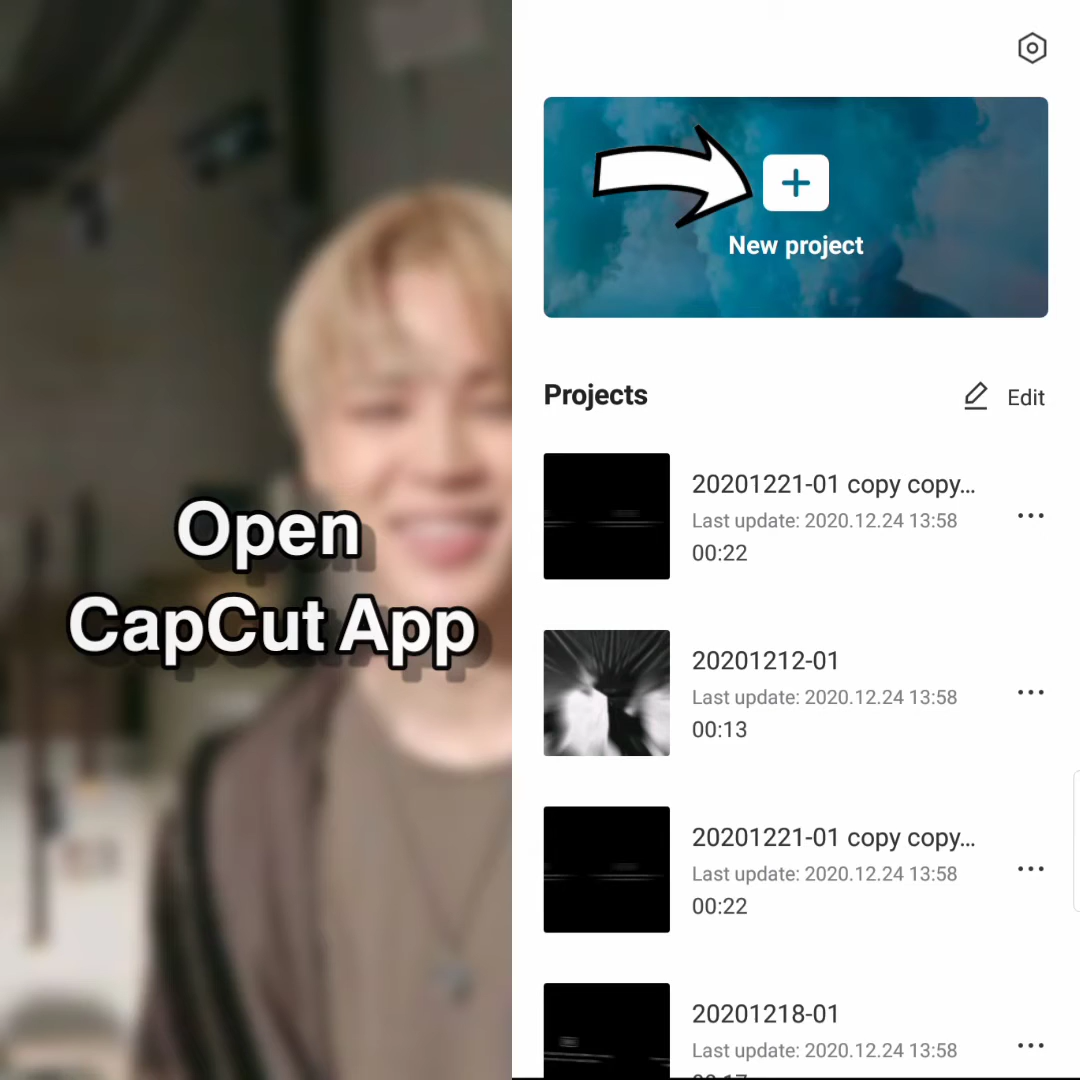 Open
CapCut App
New project
Projects
Edit
20201221-01 copy copy...
Last update: 2020.12.24 13:58
00:22
20201212-01
Last update: 2020.12.24 13:58
00:13
20201221-01 copy copy...
Last update: 2020.12.24 13:58
00:22
20201218-01
Last update: 2020.12.24 13:58